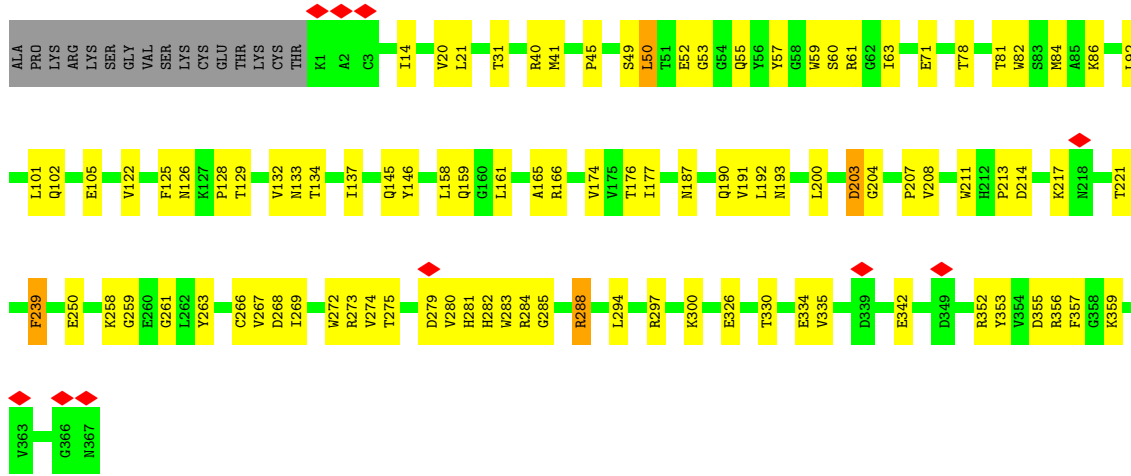 ALA PRO LYS ARG LYS SER GLY VAL SER LYS CYS GLU THR LYS CYS THR K1 A2 C3 I14 V20 L21 T31 R40 M41 P45 S49 L50 T51 E52 G53 G54 Q55 Y56 Y57 G58 W59 S60 R61 G62 I63 E71 T78 T81 W82 S83 M84 A85 K86
L101 Q102 E105 V122 F125 N126 K127 P128 T129 V132 N133 T134 I137 Q145 Y146 L158 Q159 G160 L161 A165 R166 V174 V175 T176 I177 N187 Q190 V191 L192 N193 L200 D203 G204 P207 V208 W211 H212 P213 D214 K217 N218 T221
F239 E250 K258 G259 E260 G261 L262 Y263 C266 V267 D268 I269 W272 R273 V274 T275 D279 V280 H281 H282 W283 R284 G285 R288 L294 R297 K300 E326 T330 E334 V335 D339 E342 D349 R352 Y353 V354 D355 R356 F357 G358 K359
V363 G366 N367